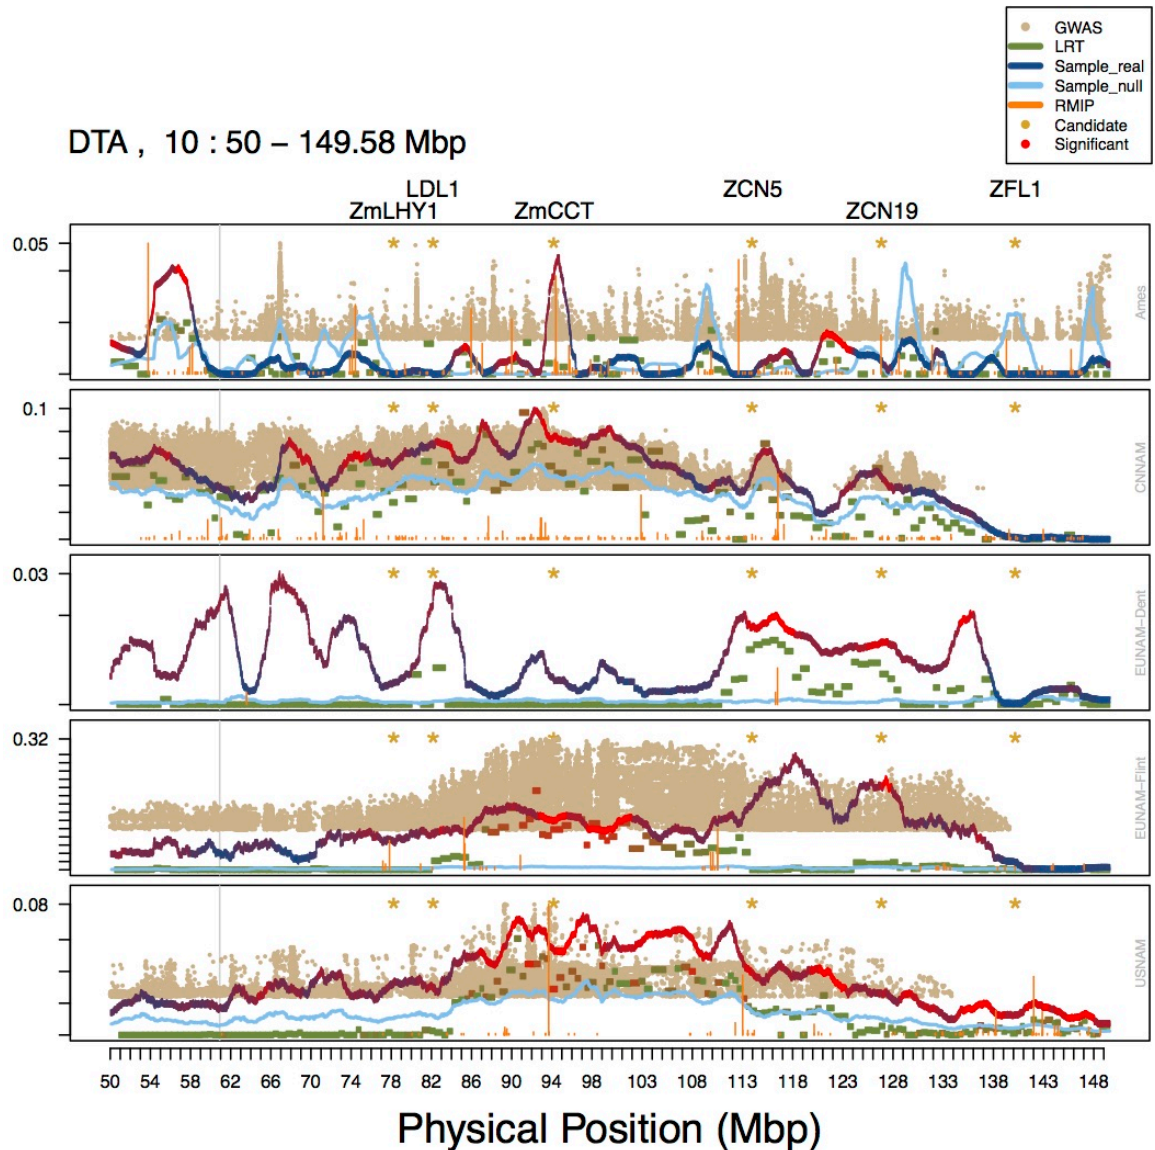 GWAS
LRT
Sample_real
Sample_null
RMIP
Candidate
Significant
DTA , 10 : 50 − 149.58 Mbp
LDL1 ZCN5 ZFL1
ZmLHY1 ZmCCT ZCN19
0.05
Ames
0.1
CNNAM
0.03
EUNAM−Dent
0.32
EUNAM−Flint
0.08
USNAM
50 54 58 62 66 70 74 78 82 86 90 94 98 103 108 113 118 123 128 133 138 143 148
Physical Position (Mbp)